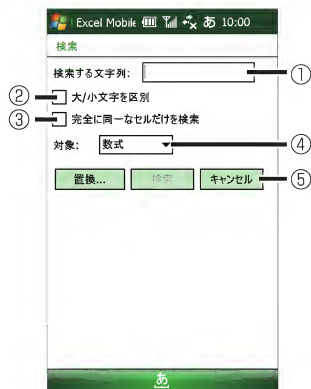 Excel Mobile あ 10:00
検索
検索する文字列: ①
② 大/小文字を区別
③ 完全に同一なセルだけを検索
対象: 数式 ④
置換... 検索 キャンセル ⑤
あ